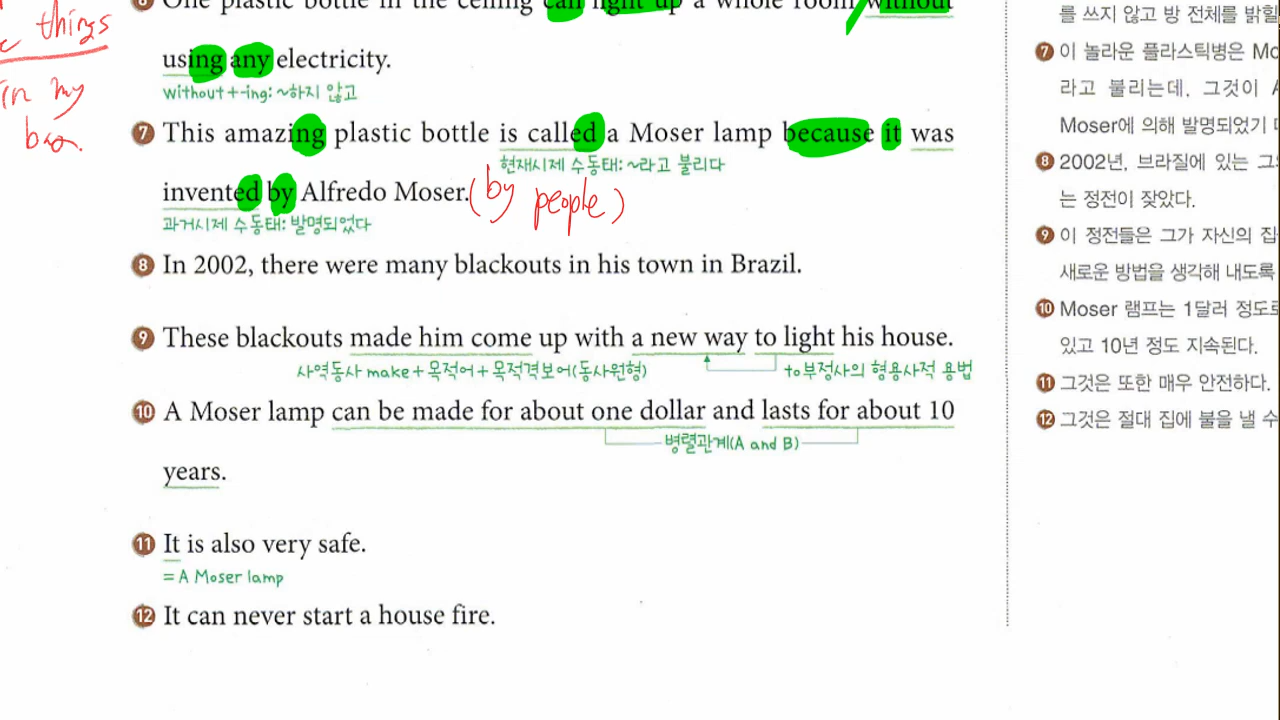 things
in my
❻ One plastic bottle in the ceiling can light up a whole room without
using any electricity.
without + -ing: ~하지 않고
❼ This amazing plastic bottle is called a Moser lamp because it was
현재시제 수동태: ~라고 불리다
invented by Alfredo Moser. (by people)
과거시제 수동태: 발명되었다
❽ In 2002, there were many blackouts in his town in Brazil.
❾ These blackouts made him come up with a new way to light his house.
사역동사 make + 목적어 + 목적격보어(동사원형) to부정사의 형용사적 용법
❿ A Moser lamp can be made for about one dollar and lasts for about 10
병렬관계(A and B)
years.
⓫ It is also very safe.
= A Moser lamp
⓬ It can never start a house fire.
를 쓰지 않고 방 전체를 밝힐
❼ 이 놀라운 플라스틱병은 Mo
라고 불리는데, 그것이 A
Moser에 의해 발명되었기
❽ 2002년, 브라질에 있는 그
는 정전이 잦았다.
❾ 이 정전들은 그가 자신의 집
새로운 방법을 생각해 내도록
❿ Moser 램프는 1달러 정도로
있고 10년 정도 지속된다.
⓫ 그것은 또한 매우 안전하다.
⓬ 그것은 절대 집에 불을 낼 수